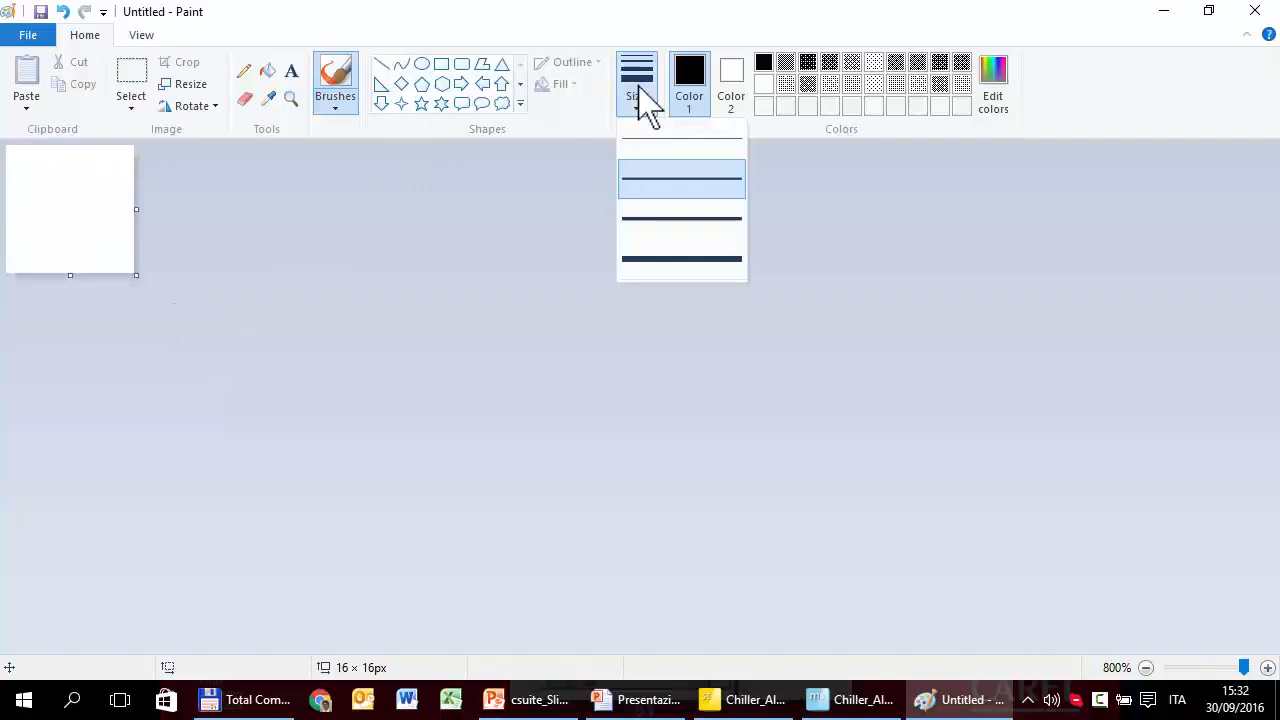 Untitled - Paint
File
Home
View
Paste
Cut
Copy
Clipboard
Select
Crop
Resize
Rotate
Image
Tools
Brushes
Outline
Fill
Shapes
Color
1
Color
2
Edit
colors
Colors
16 × 16px
800%
Total Com...
csuite_Sli...
Presentazi...
Chiller_Al...
Chiller_Al...
Untitled - ...
ITA
15:32
30/09/2016